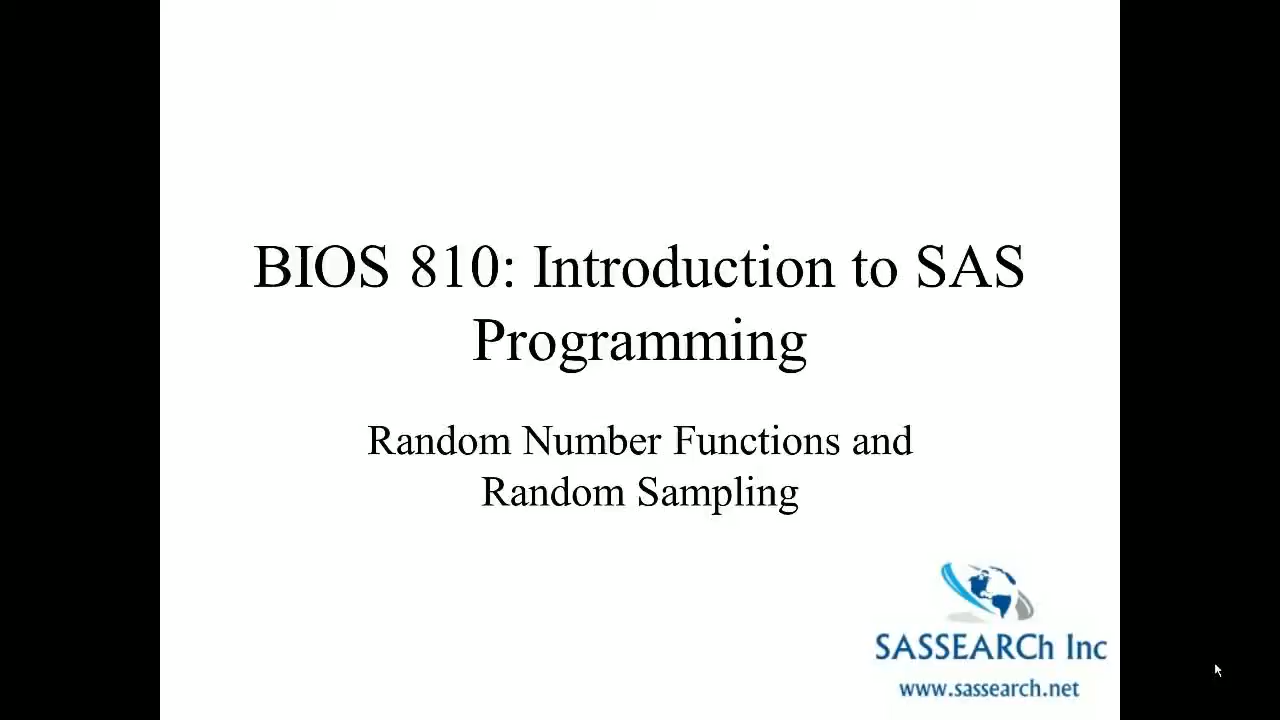 BIOS 810: Introduction to SAS
Programming
Random Number Functions and
Random Sampling
SASSEARCh Inc
www.sassearch.net